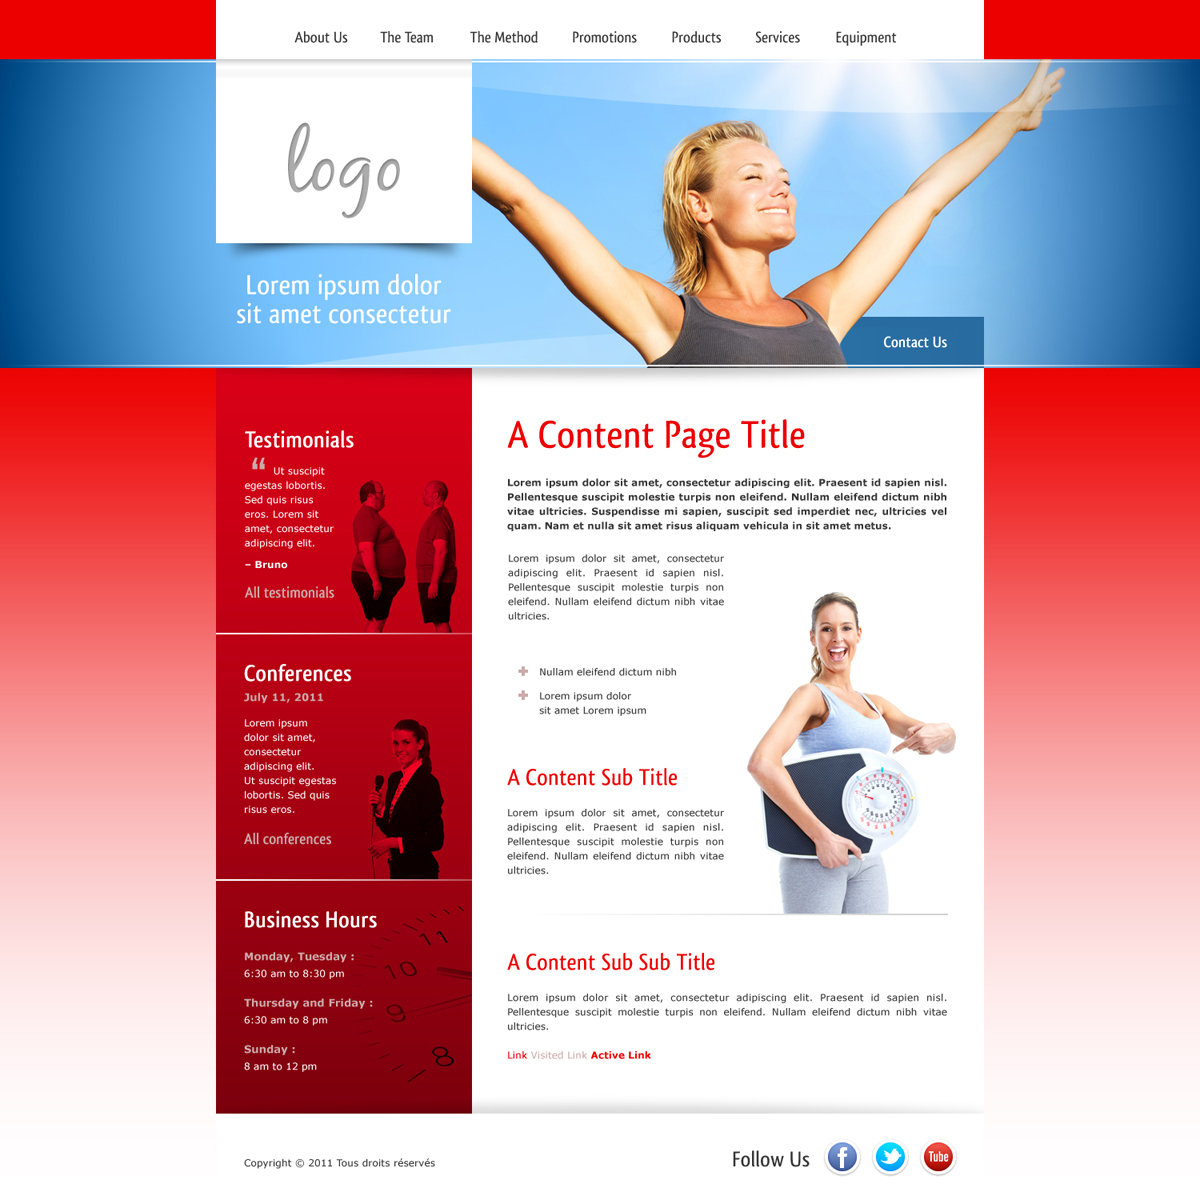 About Us The Team The Method Promotions Products Services Equipment
logo
Lorem ipsum dolor
sit amet consectetur
Contact Us
Testimonials
“ Ut suscipit
egestas lobortis.
Sed quis risus
eros. Lorem sit
amet, consectetur
adipiscing elit.
– Bruno
All testimonials
Conferences
July 11, 2011
Lorem ipsum
dolor sit amet,
consectetur
adipiscing elit.
Ut suscipit egestas
lobortis. Sed quis
risus eros.
All conferences
Business Hours
11
10
9
8
Monday, Tuesday :
6:30 am to 8:30 pm
Thursday and Friday :
6:30 am to 8 pm
Sunday :
8 am to 12 pm
A Content Page Title
Lorem ipsum dolor sit amet, consectetur adipiscing elit. Praesent id sapien nisl.
Pellentesque suscipit molestie turpis non eleifend. Nullam eleifend dictum nibh
vitae ultricies. Suspendisse mi sapien, suscipit sed imperdiet nec, ultricies vel
quam. Nam et nulla sit amet risus aliquam vehicula in sit amet metus.
Lorem ipsum dolor sit amet, consectetur
adipiscing elit. Praesent id sapien nisl.
Pellentesque suscipit molestie turpis non
eleifend. Nullam eleifend dictum nibh vitae
ultricies.
Nullam eleifend dictum nibh
Lorem ipsum dolor
sit amet Lorem ipsum
A Content Sub Title
Lorem ipsum dolor sit amet, consectetur
adipiscing elit. Praesent id sapien nisl.
Pellentesque suscipit molestie turpis non
eleifend. Nullam eleifend dictum nibh vitae
ultricies.
A Content Sub Sub Title
Lorem ipsum dolor sit amet, consectetur adipiscing elit. Praesent id sapien nisl.
Pellentesque suscipit molestie turpis non eleifend. Nullam eleifend dictum nibh vitae
ultricies.
Link Visited Link Active Link
Copyright © 2011 Tous droits réservés
Follow Us f Tube